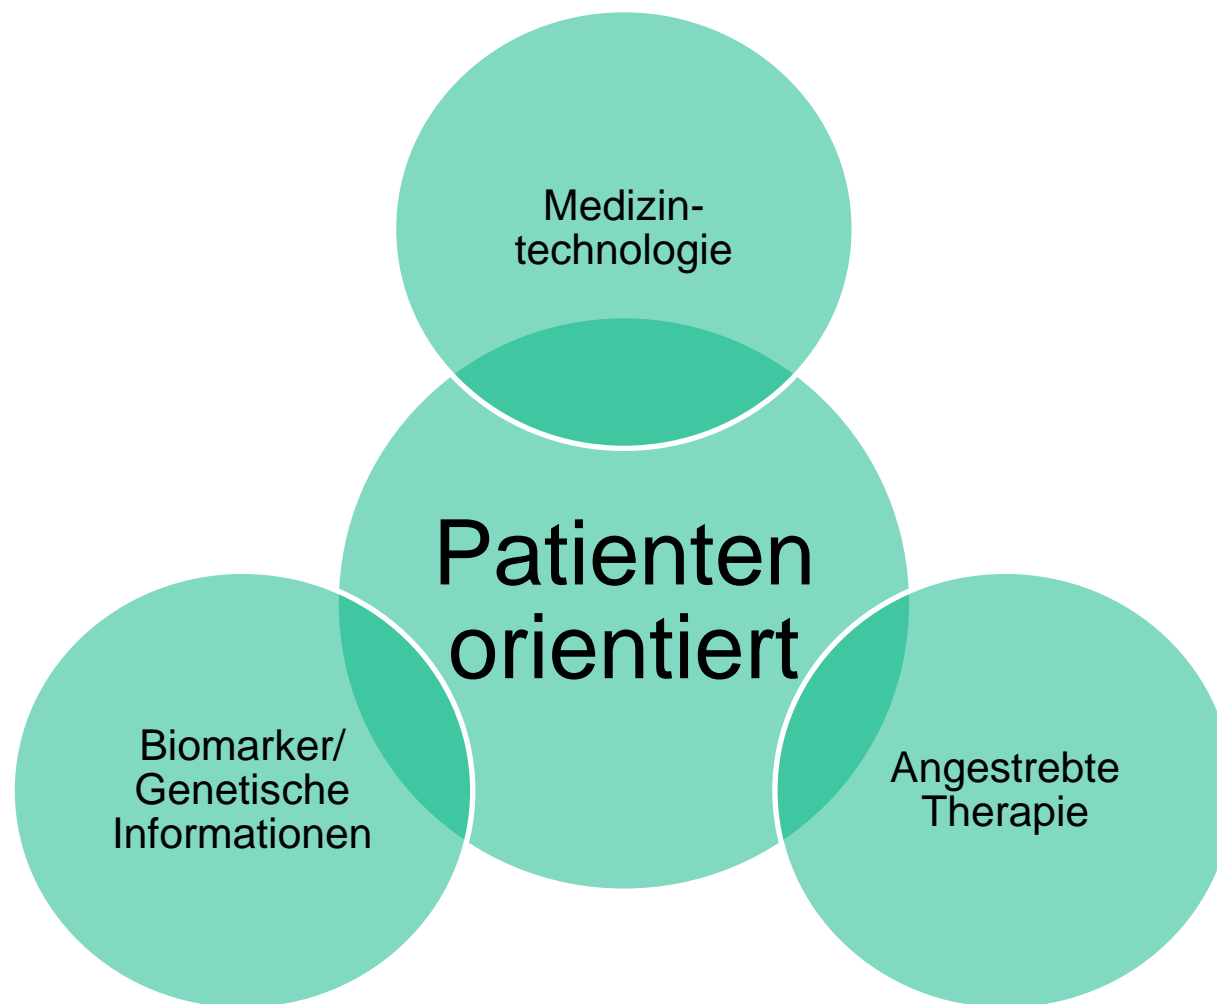 Medizin-
technologie
Patienten
orientiert
Biomarker/
Genetische
Informationen
Angestrebte
Therapie